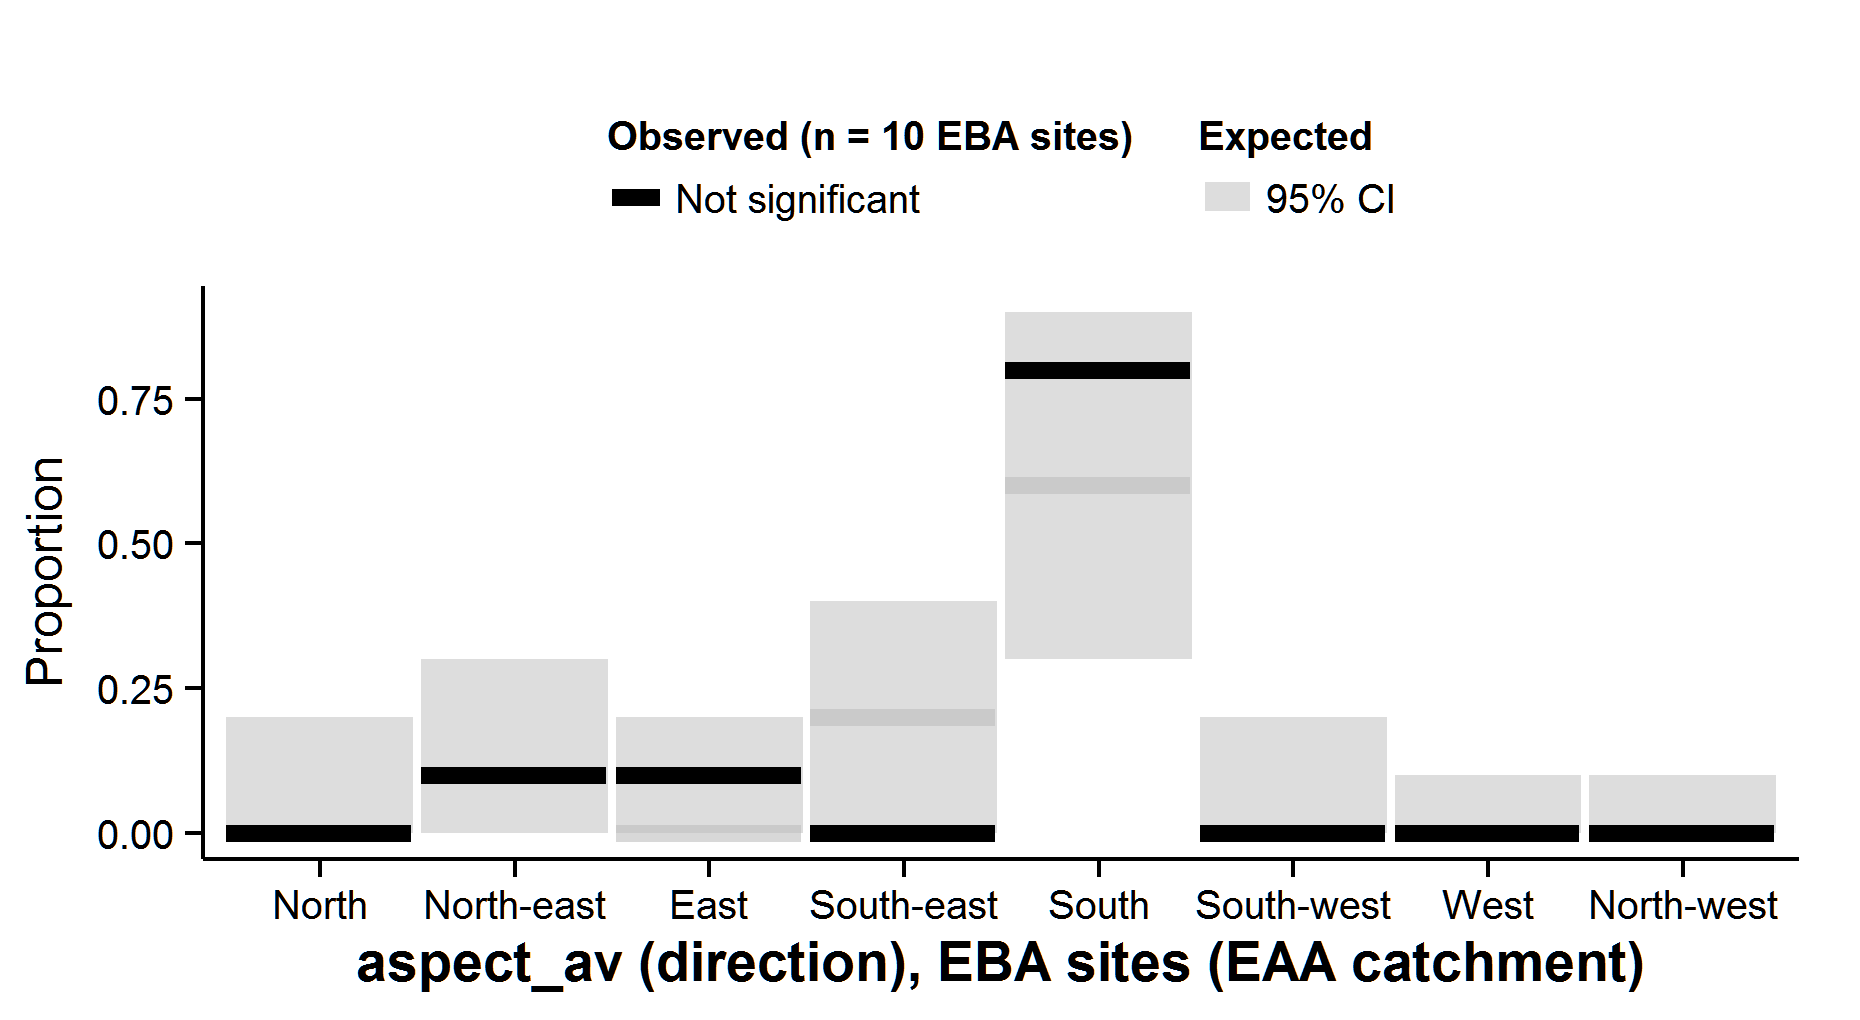 Observed (n = 10 EBA sites) Expected
Not significant 95% CI
Proportion
0.75
0.50
0.25
0.00
North North-east East South-east South South-west West North-west
aspect_av (direction), EBA sites (EAA catchment)